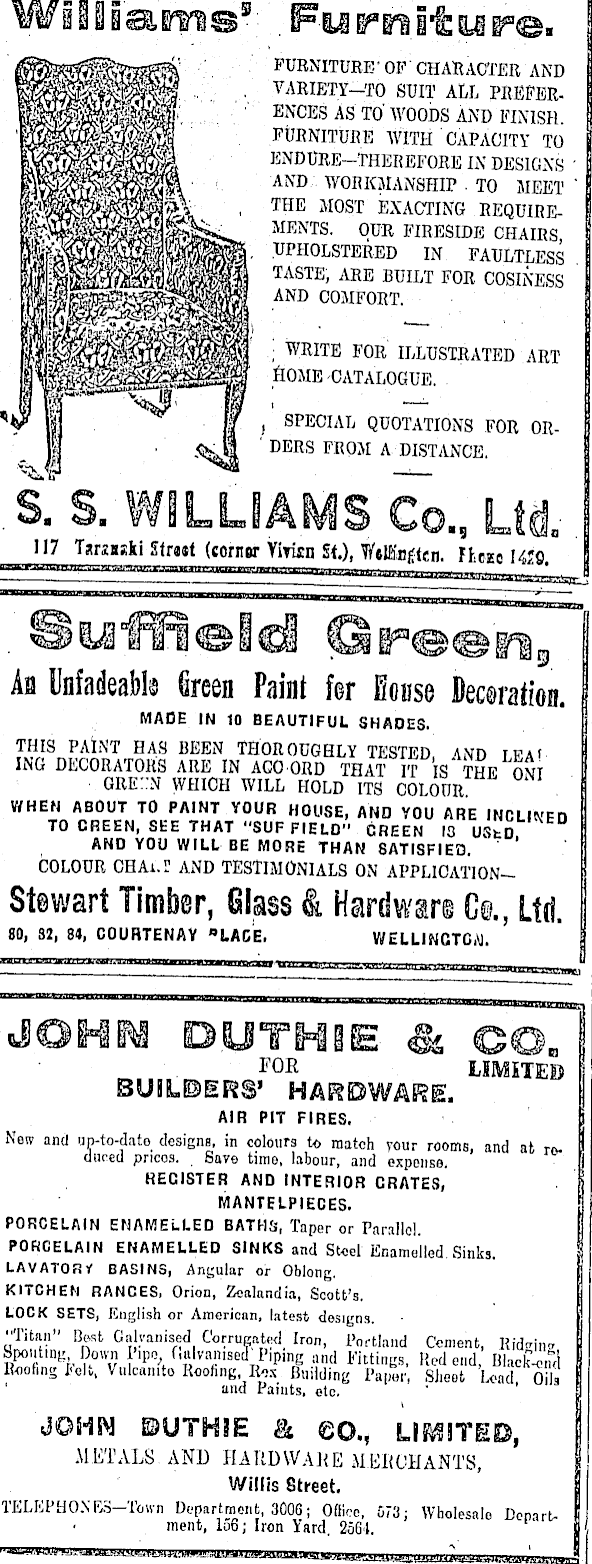 Williams' Furniture.
FURNITURE OF CHARACTER AND
VARIETY—TO SUIT ALL PREFER-
ENCES AS TO WOODS AND FINISH.
FURNITURE WITH CAPACITY TO
ENDURE—THEREFORE IN DESIGNS
AND WORKMANSHIP TO MEET
THE MOST EXACTING REQUIRE-
MENTS. OUR FIRESIDE CHAIRS,
UPHOLSTERED IN FAULTLESS
TASTE, ARE BUILT FOR COSINESS
AND COMFORT.
WRITE FOR ILLUSTRATED ART
HOME CATALOGUE.
SPECIAL QUOTATIONS FOR OR-
DERS FROM A DISTANCE.
S. S. WILLIAMS Co., Ltd.
117 Taranaki Street (corner Vivian St.), Wellington. Phone 1429.
Suffield Green,
An Unfadeable Green Paint for House Decoration.
MADE IN 10 BEAUTIFUL SHADES.
THIS PAINT HAS BEEN THOROUGHLY TESTED, AND LEA
ING DECORATORS ARE IN ACCORD THAT IT IS THE ONI
GREEN WHICH WILL HOLD ITS COLOUR.
WHEN ABOUT TO PAINT YOUR HOUSE, AND YOU ARE INCLINED
TO GREEN, SEE THAT "SUFFIELD" GREEN IS USED,
AND YOU WILL BE MORE THAN SATISFIED.
COLOUR CHART AND TESTIMONIALS ON APPLICATION—
Stewart Timber, Glass & Hardware Co., Ltd.
80, 82, 84, COURTENAY PLACE. WELLINGTON.
JOHN DUTHIE & CO.
FOR LIMITED
BUILDERS' HARDWARE.
AIR PIT FIRES.
New and up-to-date designs, in colours to match your rooms, and at re-
duced prices. Save time, labour, and expense.
REGISTER AND INTERIOR GRATES,
MANTELPIECES.
PORCELAIN ENAMELLED BATHS, Taper or Parallel.
PORCELAIN ENAMELLED SINKS and Steel Enamelled Sinks.
LAVATORY BASINS, Angular or Oblong.
KITCHEN RANGES, Orion, Zealandia, Scott's.
LOCK SETS, English or American, latest designs.
"Titan" Best Galvanised Corrugated Iron, Portland Cement, Ridging,
Spouting, Down Pipe, Galvanised Piping and Fittings, Red end, Black-end
Roofing Felt, Vulcanite Roofing, Rex Building Paper, Sheet Lead, Oils
and Paints, etc.
JOHN DUTHIE & CO., LIMITED,
METALS AND HARDWARE MERCHANTS,
Willis Street.
TELEPHONES—Town Department, 3006; Office, 573; Wholesale Depart-
ment, 156; Iron Yard, 2564.